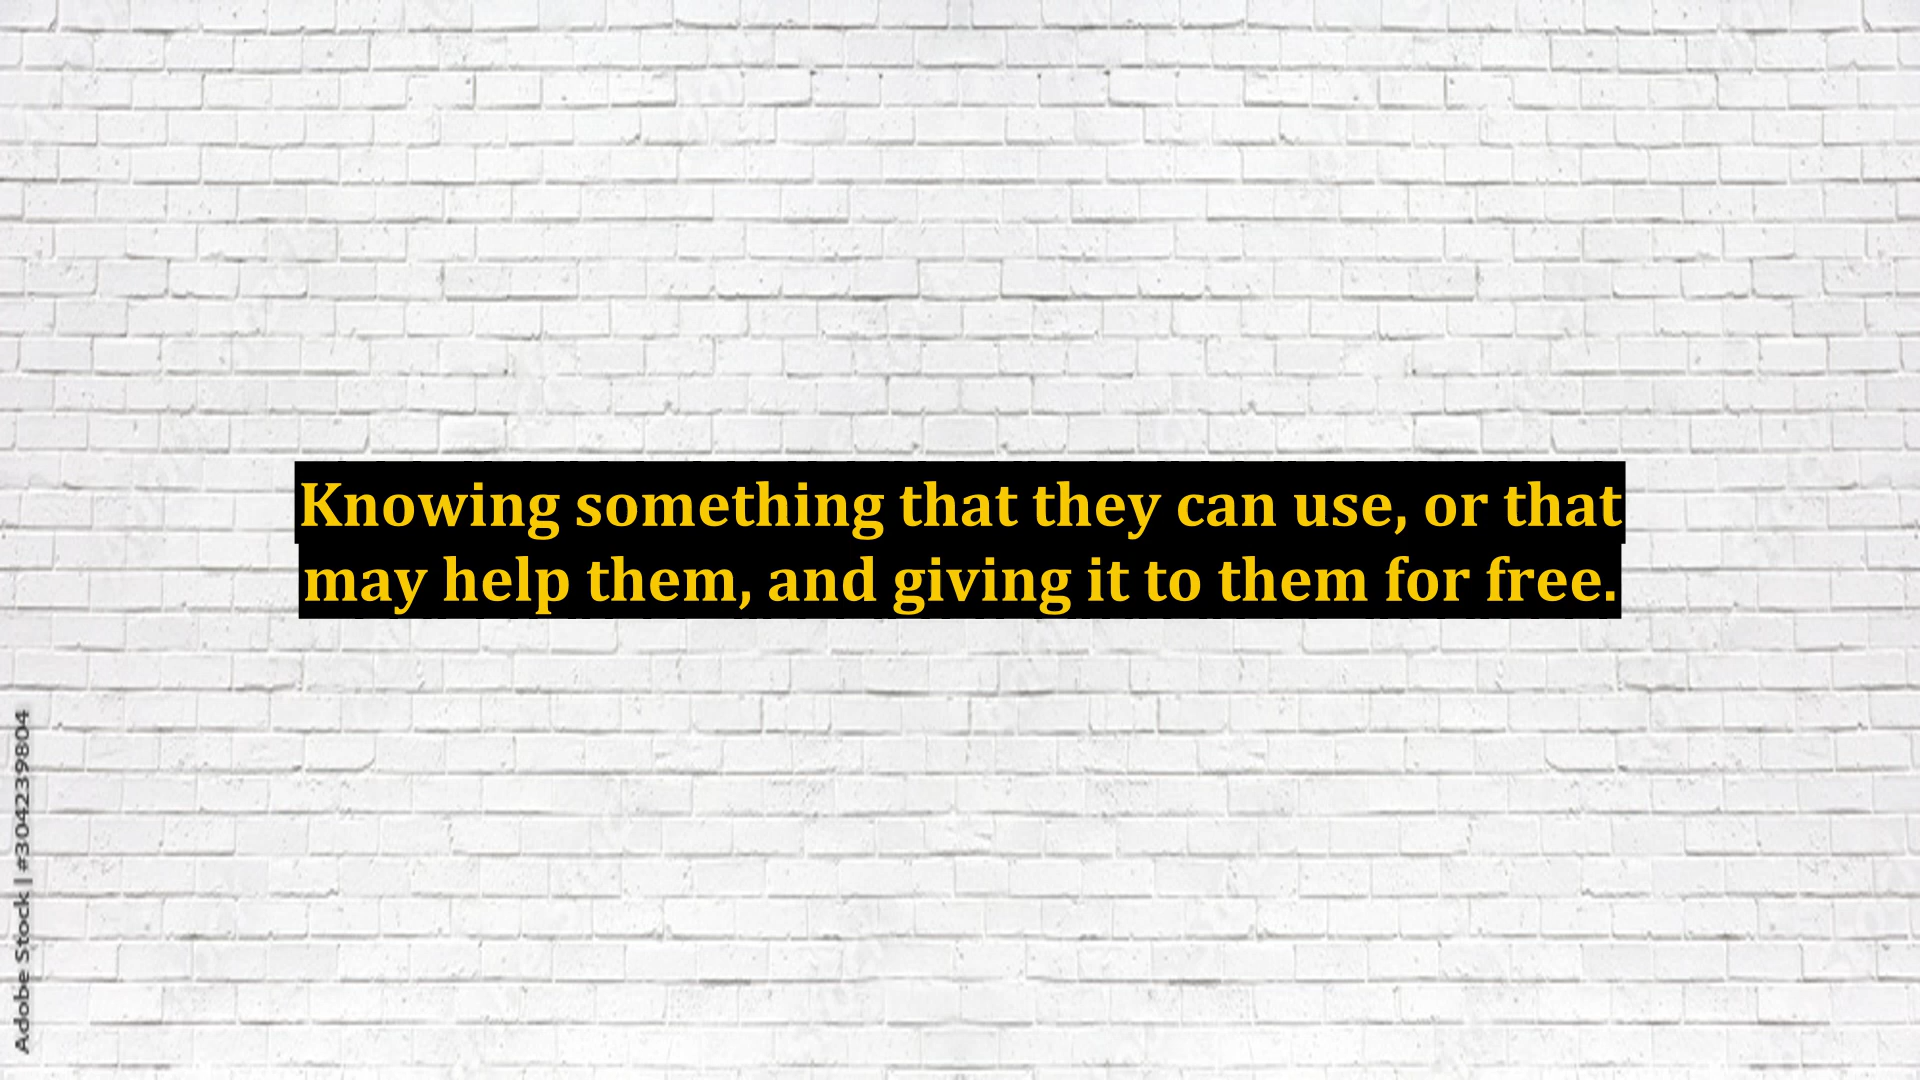 Knowing something that they can use, or that
may help them, and giving it to them for free.
Adobe Stock | #304239804